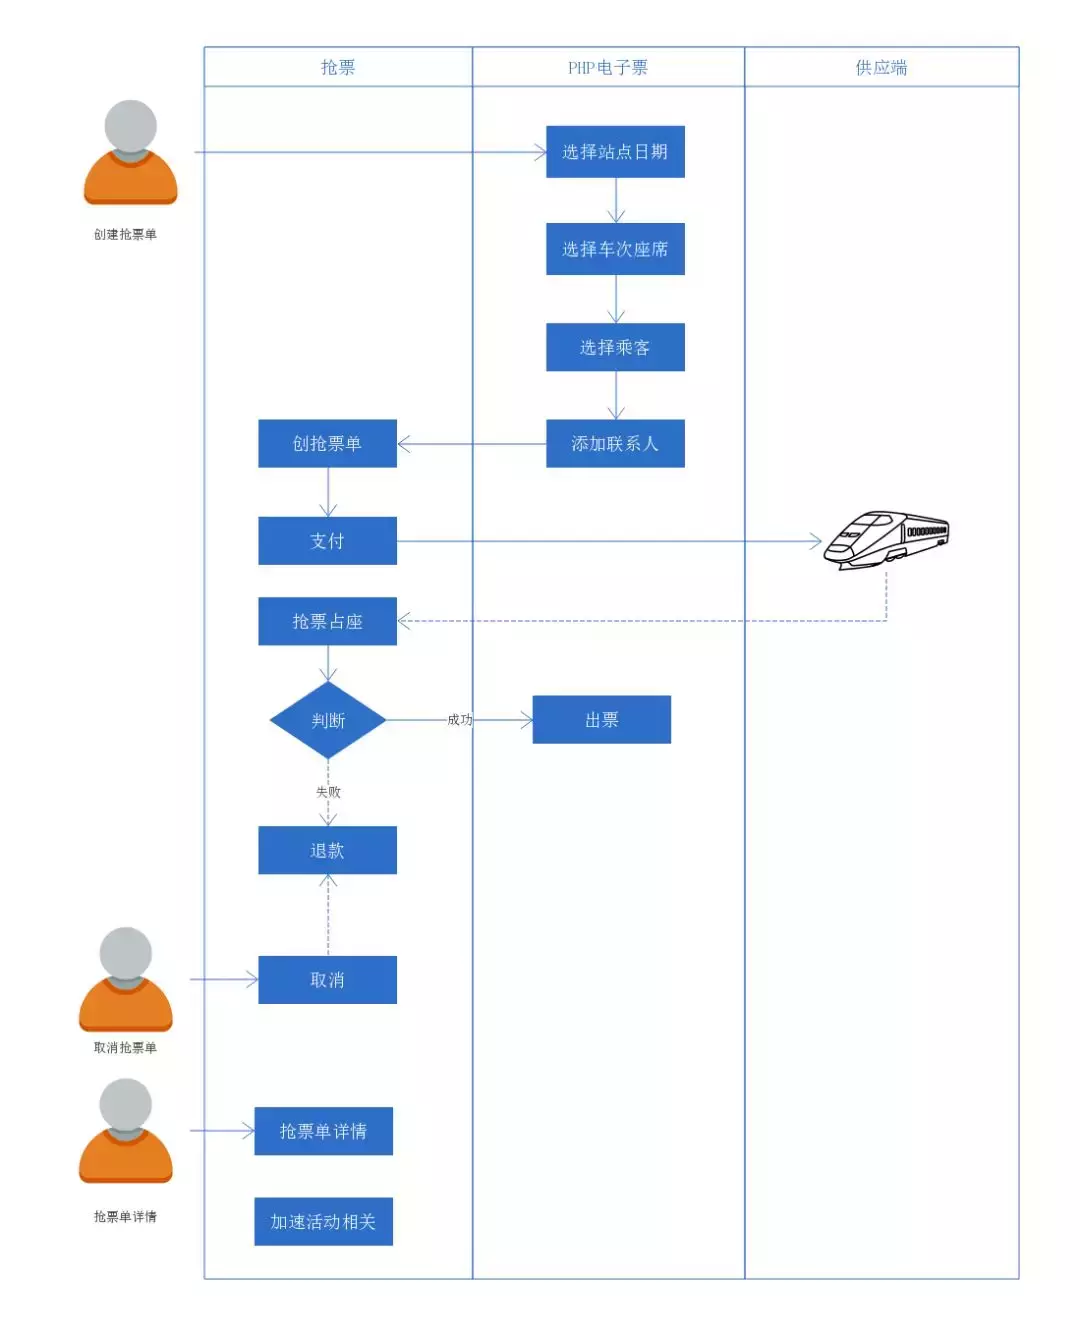 抢票
PHP电子票
供应端
选择站点日期
创建抢票单
选择车次座席
选择乘客
创抢票单
添加联系人
支付
抢票占座
判断
成功
出票
失败
退款
取消
取消抢票单
抢票单详情
抢票单详情
加速活动相关